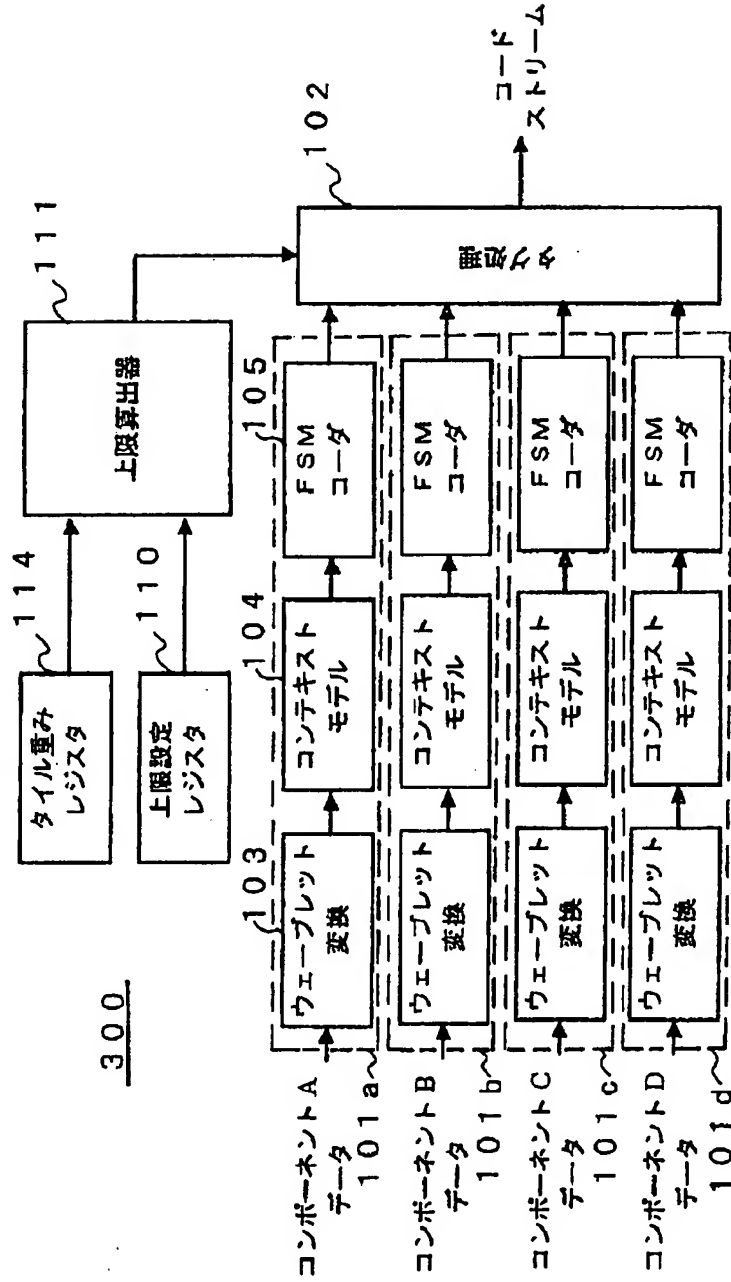 300
タイル重み
レジスタ
114
上限設定
レジスタ
110
上限算出器
111
コンポーネントA
データ
101a
ウェーブレット
変換
103
コンテキスト
モデル
104
FSM
コーダ
105
コンポーネントB
データ
101b
ウェーブレット
変換
コンテキスト
モデル
FSM
コーダ
コンポーネントC
データ
101c
ウェーブレット
変換
コンテキスト
モデル
FSM
コーダ
コンポーネントD
データ
101d
ウェーブレット
変換
コンテキスト
モデル
FSM
コーダ
タグ処理
102
コード
ストリーム